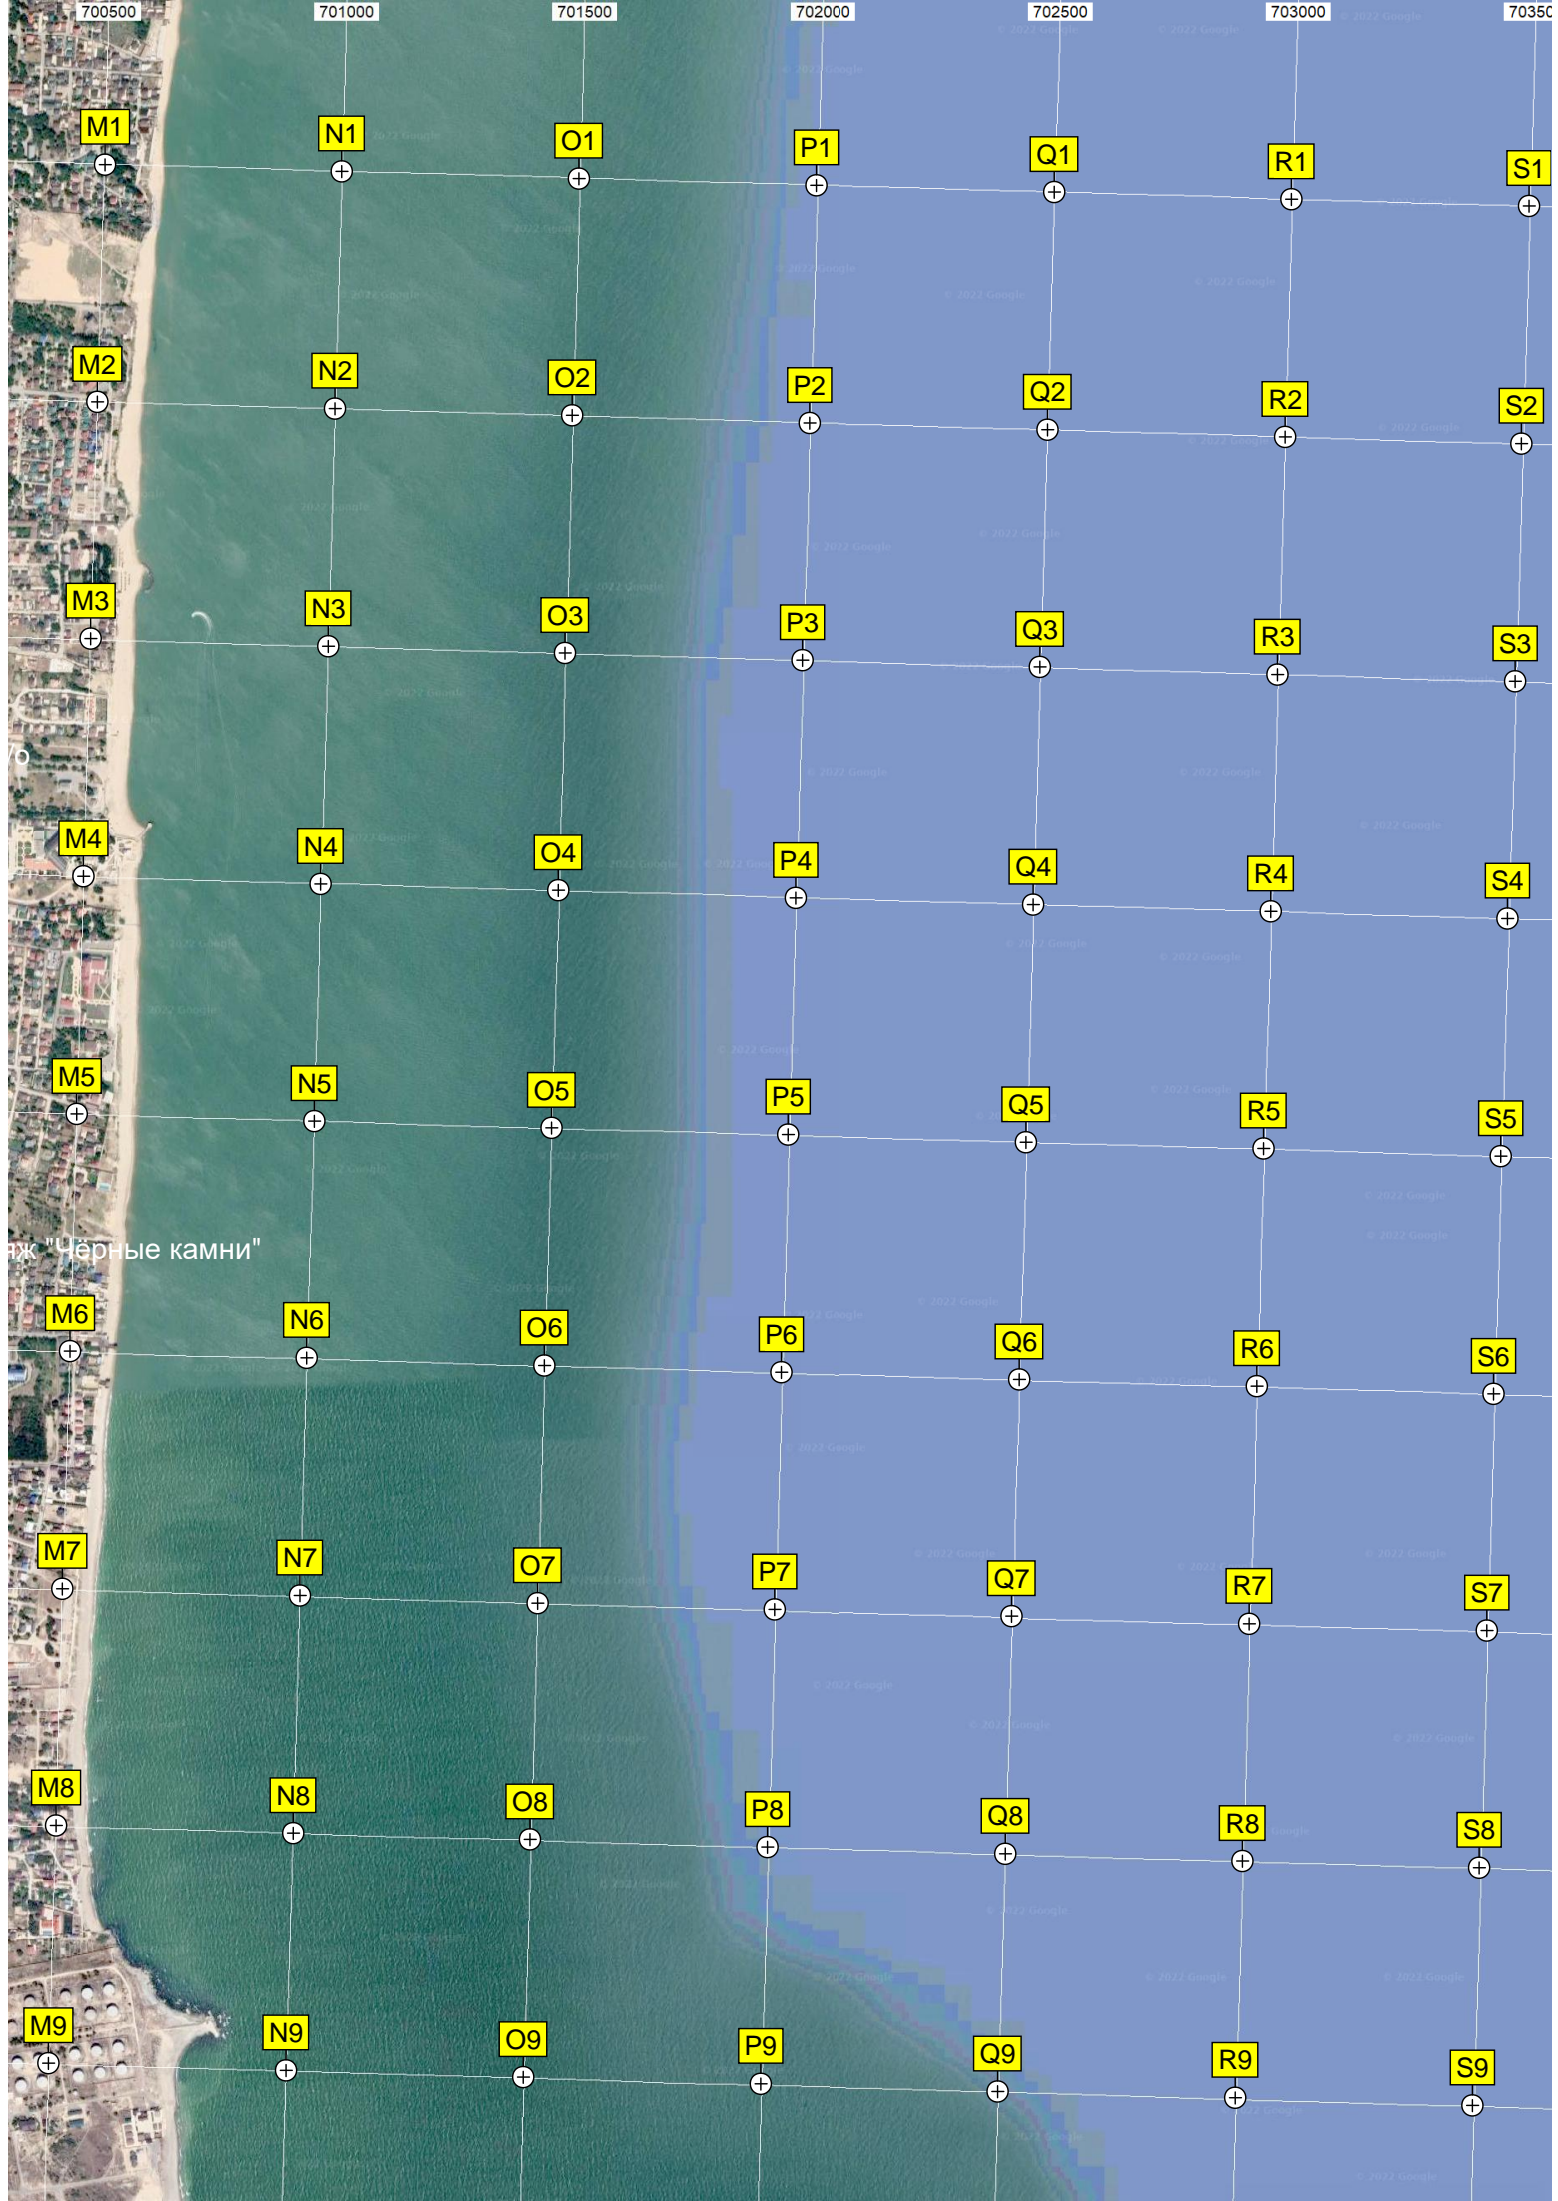 700500 701000 701500 702000 702500 703000
M1 N1 O1 P1 Q1 R1 S1
M2 N2 O2 P2 Q2 R2 S2
M3 N3 O3 P3 Q3 R3 S3
M4 N4 O4 P4 Q4 R4 S4
M5 N5 O5 P5 Q5 R5 S5
"Чёрные камни"
M6 N6 O6 P6 Q6 R6 S6
M7 N7 O7 P7 Q7 R7 S7
M8 N8 O8 P8 Q8 R8 S8
M9 N9 O9 P9 Q9 R9 S9
© 2022 Google